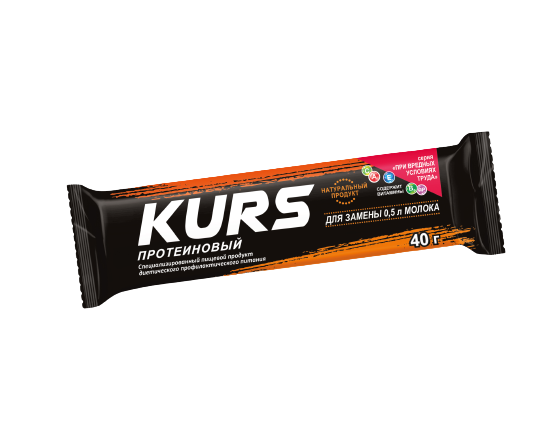 KURS
ПРОТЕИНОВЫЙ
Специализированный пищевой продукт
диетического профилактического питания
НАТУРАЛЬНЫЙ
ПРОДУКТ
серия
«ПРИ ВРЕДНЫХ
УСЛОВИЯХ
ТРУДА»
C A E
СОДЕРЖИТ
ВИТАМИНЫ
ДЛЯ ЗАМЕНЫ 0,5 л МОЛОКА
40 г